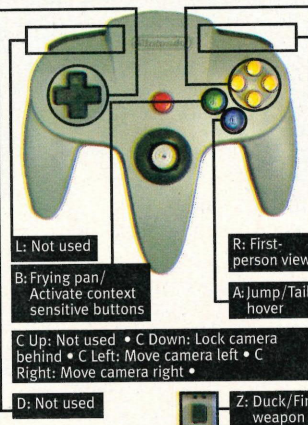 L: Not used
R: First-
person view
B: Frying pan/
Activate context
sensitive buttons
A: Jump/Tail
hover
C Up: Not used • C Down: Lock camera
behind • C Left: Move camera left • C
Right: Move camera right •
D: Not used
Z: Duck/Fire
weapon